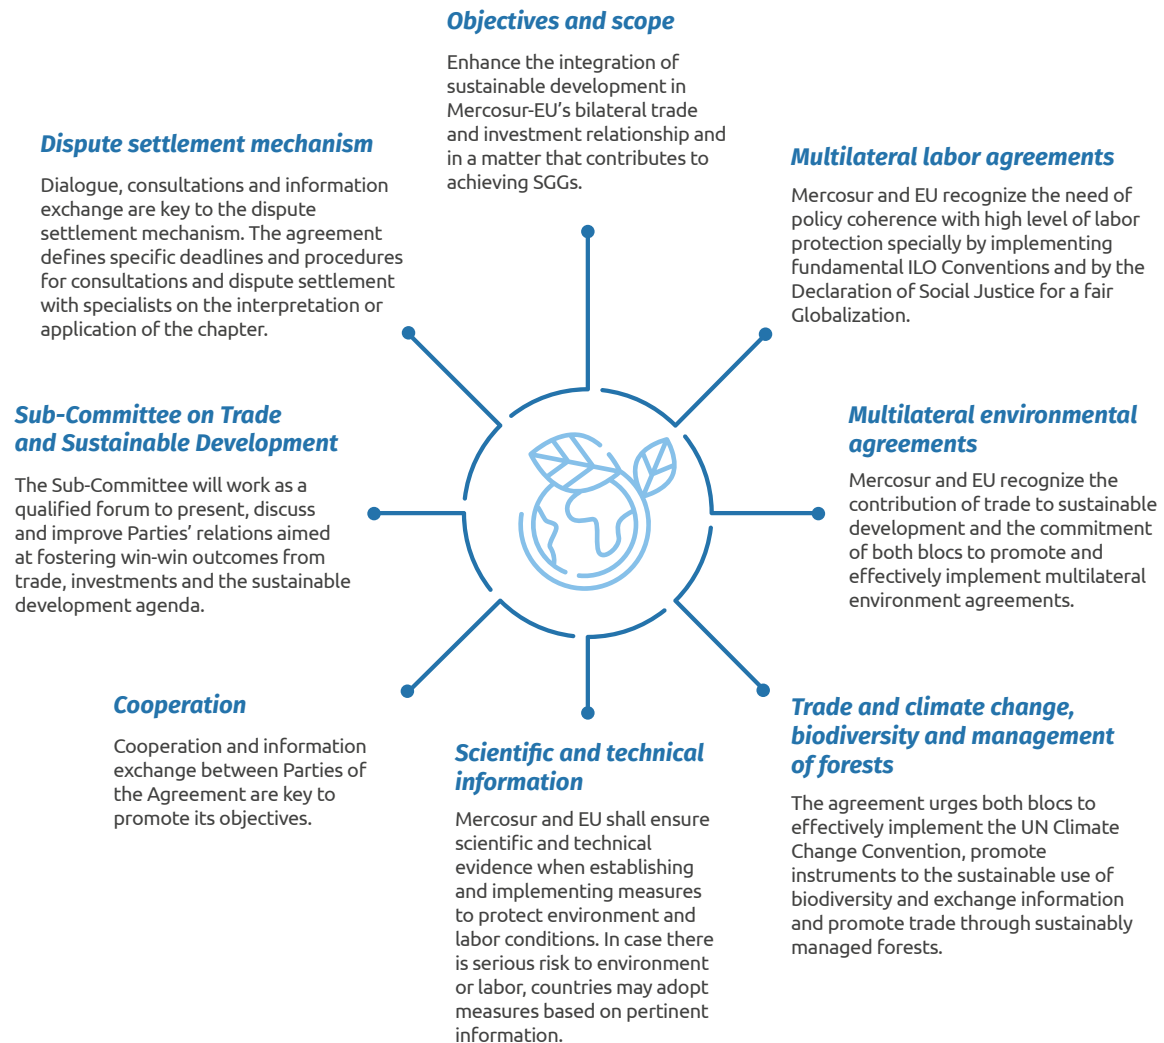 Objectives and scope
Enhance the integration of
sustainable development in
Mercosur-EU's bilateral trade
and investment relationship and
in a matter that contributes to
achieving SGGs.
Multilateral labor agreements
Mercosur and EU recognize the need of
policy coherence with high level of labor
protection specially by implementing
fundamental ILO Conventions and by the
Declaration of Social Justice for a fair
Globalization.
Multilateral environmental
agreements
Mercosur and EU recognize the
contribution of trade to sustainable
development and the commitment
of both blocs to promote and
effectively implement multilateral
environment agreements.
Trade and climate change,
biodiversity and management
of forests
The agreement urges both blocs to
effectively implement the UN Climate
Change Convention, promote
instruments to the sustainable use of
biodiversity and exchange information
and promote trade through sustainably
managed forests.
Scientific and technical
information
Mercosur and EU shall ensure
scientific and technical
evidence when establishing
and implementing measures
to protect environment and
labor conditions. In case there
is serious risk to environment
or labor, countries may adopt
measures based on pertinent
information.
Cooperation
Cooperation and information
exchange between Parties of
the Agreement are key to
promote its objectives.
Sub-Committee on Trade
and Sustainable Development
The Sub-Committee will work as a
qualified forum to present, discuss
and improve Parties' relations aimed
at fostering win-win outcomes from
trade, investments and the sustainable
development agenda.
Dispute settlement mechanism
Dialogue, consultations and information
exchange are key to the dispute
settlement mechanism. The agreement
defines specific deadlines and procedures
for consultations and dispute settlement
with specialists on the interpretation or
application of the chapter.